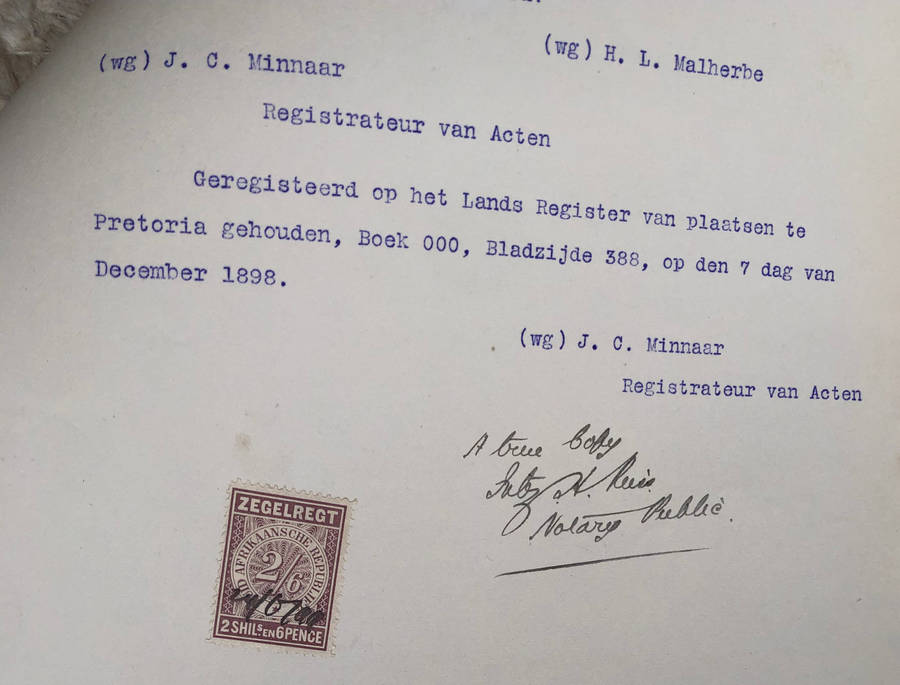 (wg) H. L. Malherbe
(wg) J. C. Minnaar
Registrateur van Acten
Geregisteerd op het Lands Register van plaatsen te
Pretoria gehouden, Boek 000, Bladzijde 388, op den 7 dag van
December 1898.
(wg) J. C. Minnaar
Registrateur van Acten
A true Copy
Notary Public.
ZEGELREGT
ZUID AFRIKAANSCHE REPUBLIEK
2/6
2 SHILS EN 6 PENCE